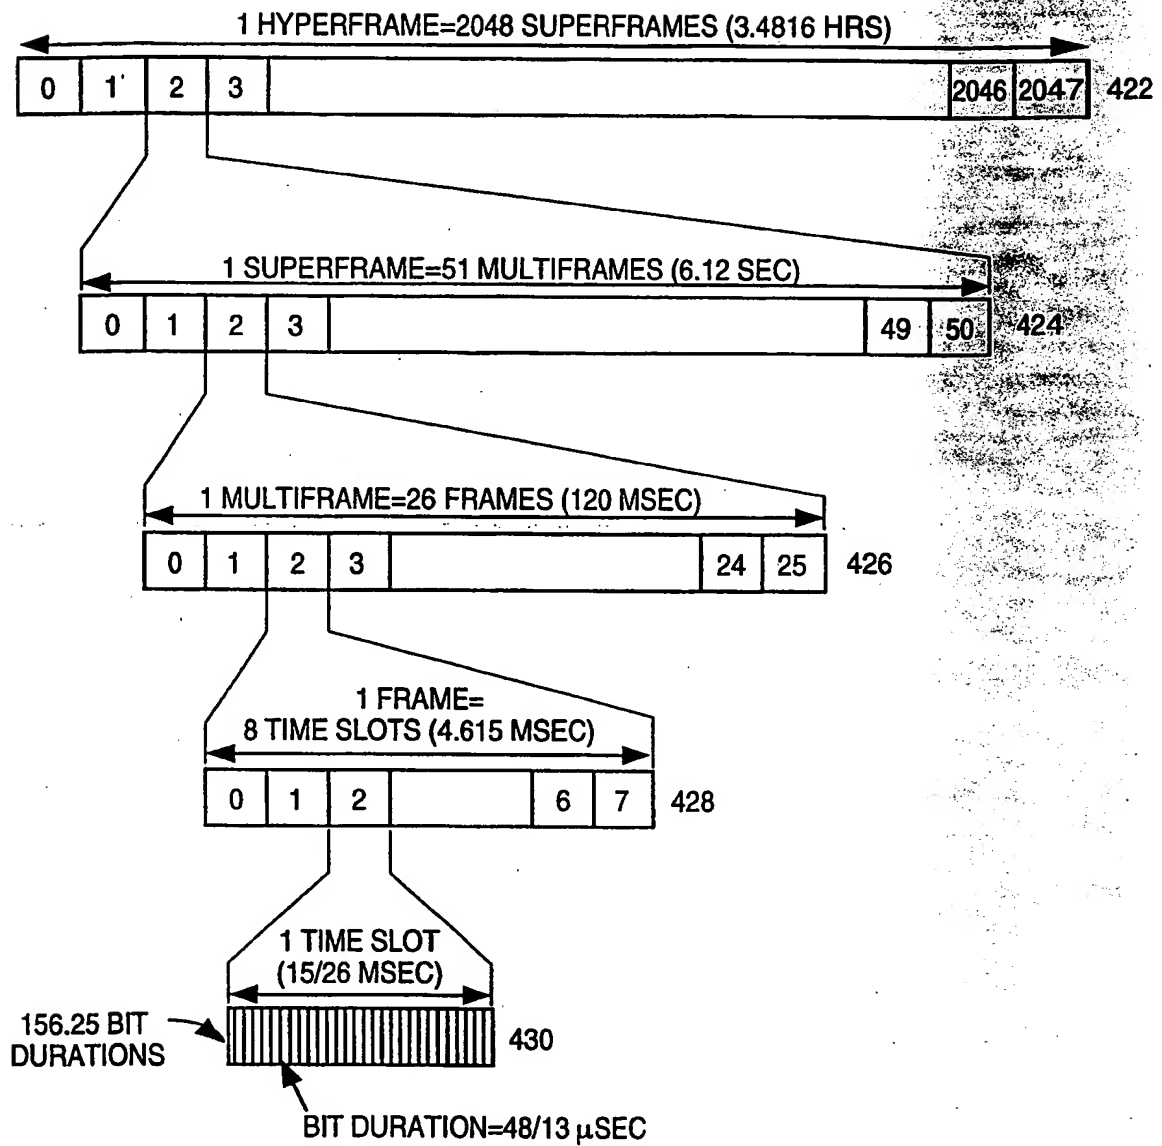 1 HYPERFRAME=2048 SUPERFRAMES (3.4816 HRS)
0 1 2 3 2046 2047 422
1 SUPERFRAME=51 MULTIFRAMES (6.12 SEC)
0 1 2 3 49 50 424
1 MULTIFRAME=26 FRAMES (120 MSEC)
0 1 2 3 24 25 426
1 FRAME=
8 TIME SLOTS (4.615 MSEC)
0 1 2 6 7 428
1 TIME SLOT
(15/26 MSEC)
156.25 BIT
DURATIONS
430
BIT DURATION=48/13 μSEC